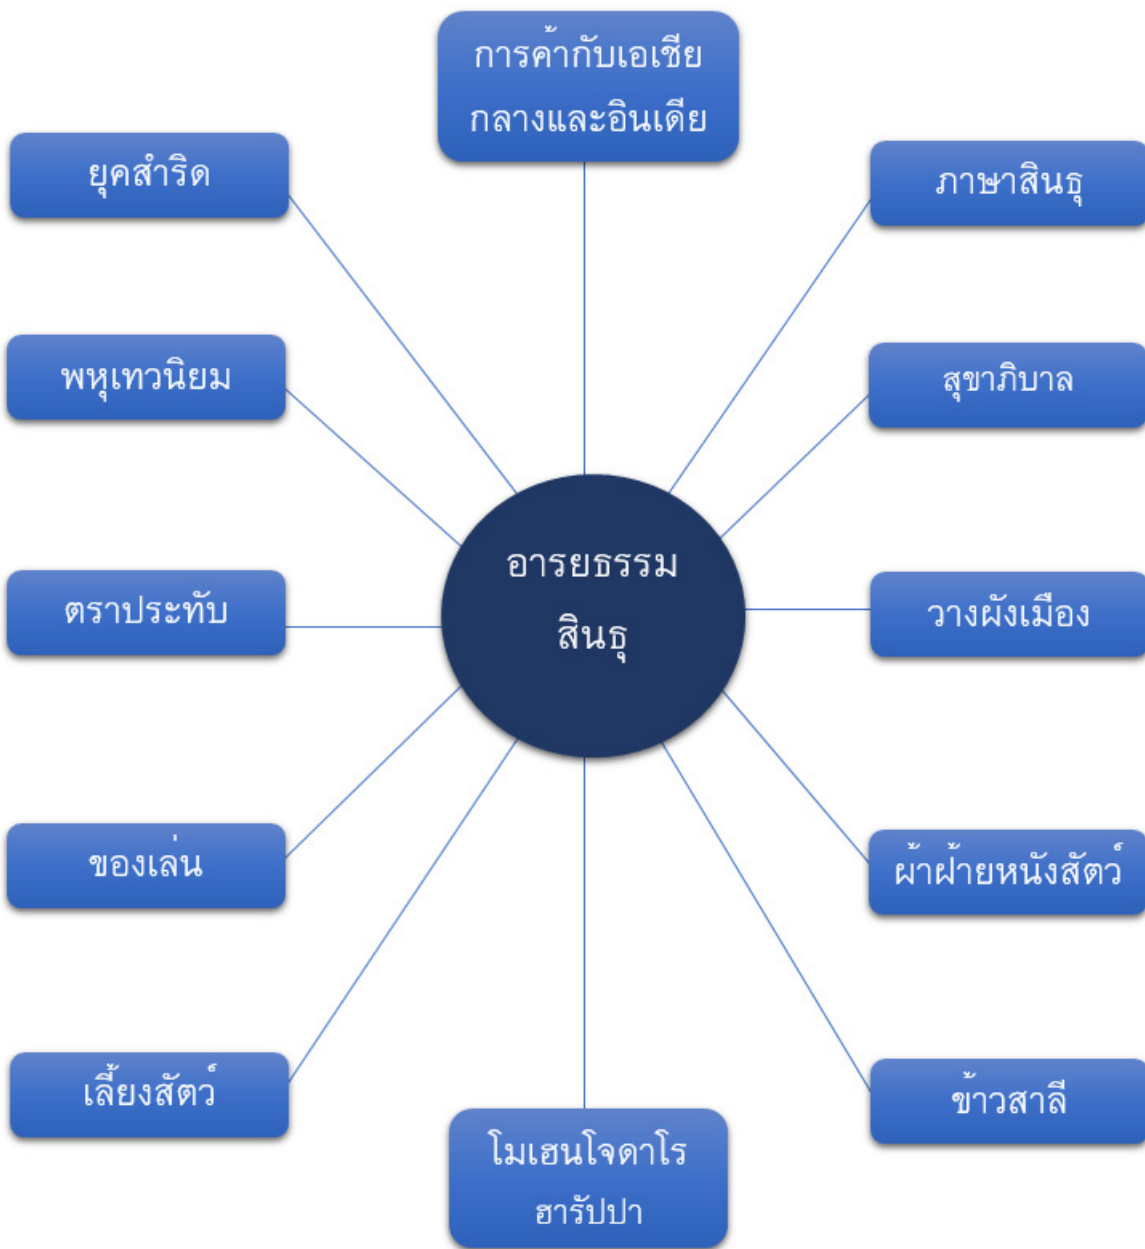 การค้ากับเอเชีย
กลางและอินเดีย
ยุคสำริด
ภาษาสินธุ
พหุเทวนิยม
สุขาภิบาล
อารยธรรม
สินธุ
ตราประทับ
วางผังเมือง
ของเล่น
ผ้าฝ้ายหนังสัตว์
เลี้ยงสัตว์
ข้าวสาลี
โมเฮนโจดาโร
ฮารัปปา